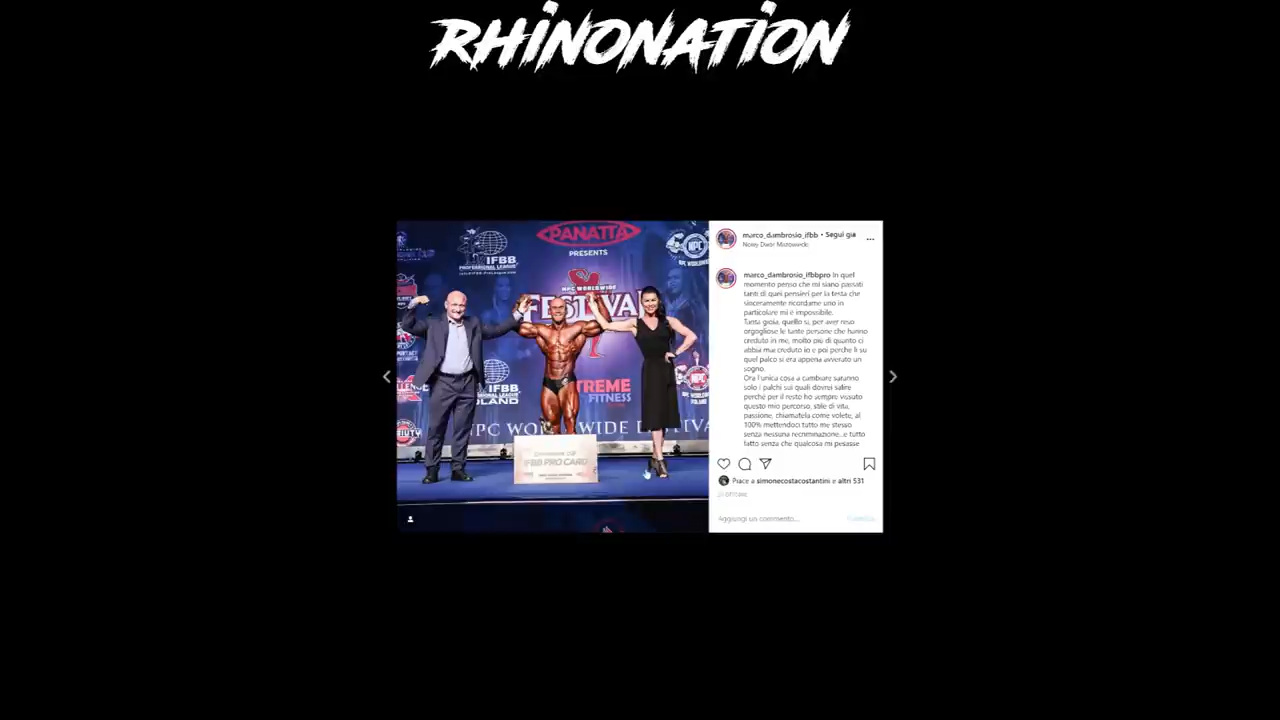 RHINONATION
PANATTA
PRESENTS
IFBB
PROFESSIONAL LEAGUE
NPC
NPC WORLDWIDE
FESTIVAL
IFBB
XTREME
FITNESS
NPC WORLDWIDE FESTIVA
IFBB PRO CARD
marco_dambrosio_ifbb • Segui già
Nowy Dwór Mazowiecki
marco_dambrosio_ifbbpro In quel
momento penso che mi siano passati
tanti di quei pensieri per la testa che
sinceramente ricordarne uno in
particolare mi è impossibile.
Tanta gioia, quello sì, per aver reso
orgogliose le tante persone che hanno
creduto in me, molto più di quanto ci
abbia mai creduto io e poi perché lì su
quel palco si era appena avverato un
sogno.
Ora l'unica cosa a cambiare saranno
solo i palchi sui quali dovrei salire
perché per il resto ho sempre vissuto
questo mio percorso, stile di vita,
passione, chiamatela come volete, al
100% mettendoci tutto me stesso
senza nessuna recriminazione...e tutto
fatto senza che qualcosa mi pesasse
Piace a simonecostacostantini e altri 531
OTTOBRE
Aggiungi un commento...